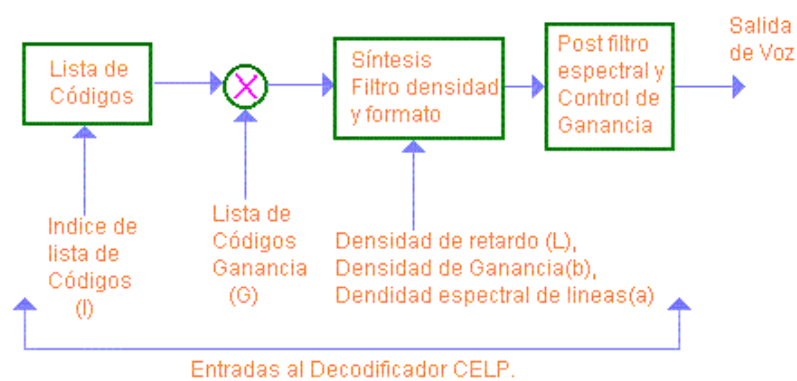 Lista de
Códigos
Síntesis
Filtro densidad
y formato
Post filtro
espectral y
Control de
Ganancia
Salida
de Voz
Indice de
lista de
Códigos
(I)
Lista de
Códigos
Ganancia
(G)
Densidad de retardo (L),
Densidad de Ganancia(b),
Dendidad espectral de lineas(a)
Entradas al Decodificador CELP.